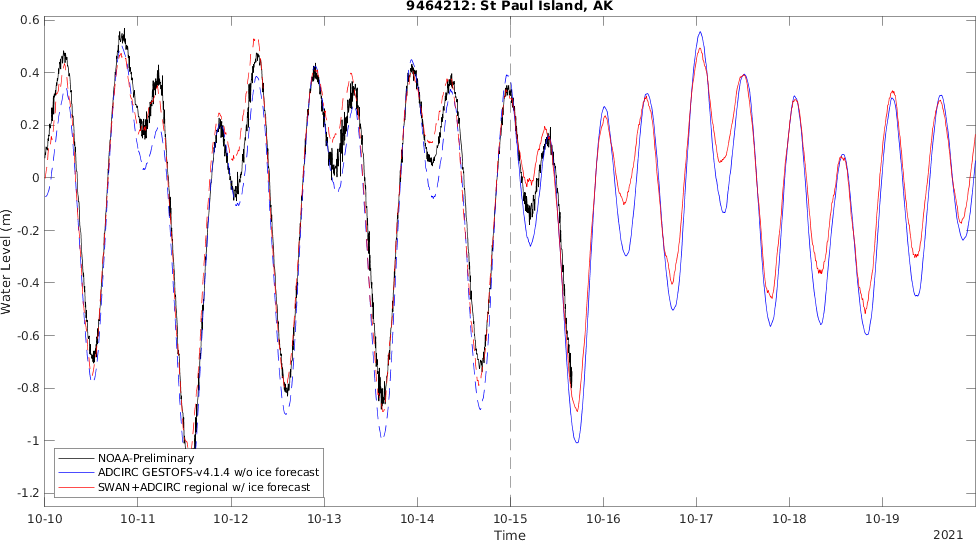 9464212: St Paul Island, AK
0.6
0.4
0.2
0
-0.2
-0.4
-0.6
-0.8
-1
-1.2
Water Level (m)
NOAA-Preliminary
ADCIRC GESTOFS-v4.1.4 w/o ice forecast
SWAN+ADCIRC regional w/ ice forecast
10-10 10-11 10-12 10-13 10-14 10-15 10-16 10-17 10-18 10-19
Time
2021